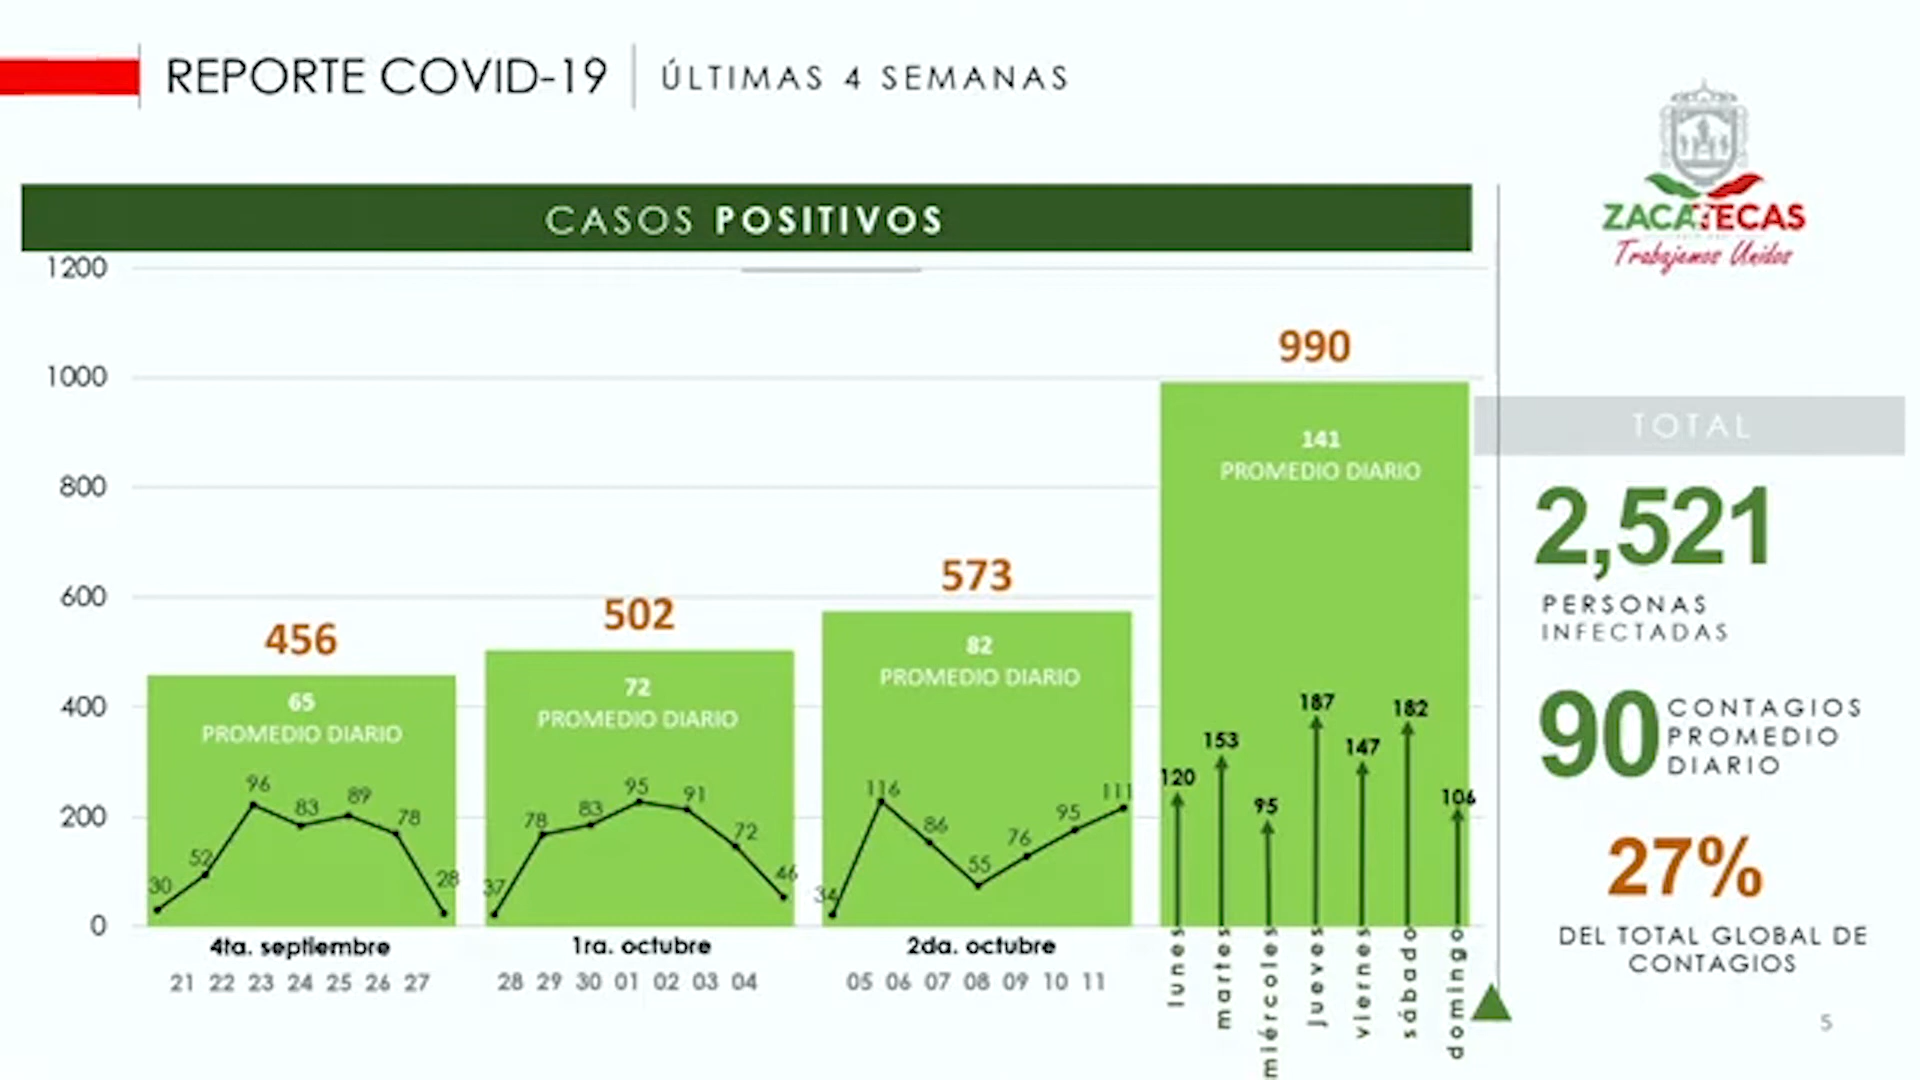 REPORTE COVID-19
ÚLTIMAS 4 SEMANAS
ZACATECAS
Trabajemos Unidos
CASOS POSITIVOS
1200
1000
800
600
400
200
0
456
65
PROMEDIO DIARIO
30 52 96 83 89 78 28
4ta. septiembre
21 22 23 24 25 26 27
502
72
PROMEDIO DIARIO
37 78 83 95 91 72 46
1ra. octubre
28 29 30 01 02 03 04
573
82
PROMEDIO DIARIO
34 116 86 55 76 95 111
2da. octubre
05 06 07 08 09 10 11
990
141
PROMEDIO DIARIO
120 153 95 187 147 182 106
lunes
martes
miércoles
jueves
viernes
sábado
domingo
TOTAL
2,521
PERSONAS
INFECTADAS
90
CONTAGIOS
PROMEDIO
DIARIO
27%
DEL TOTAL GLOBAL DE
CONTAGIOS
5